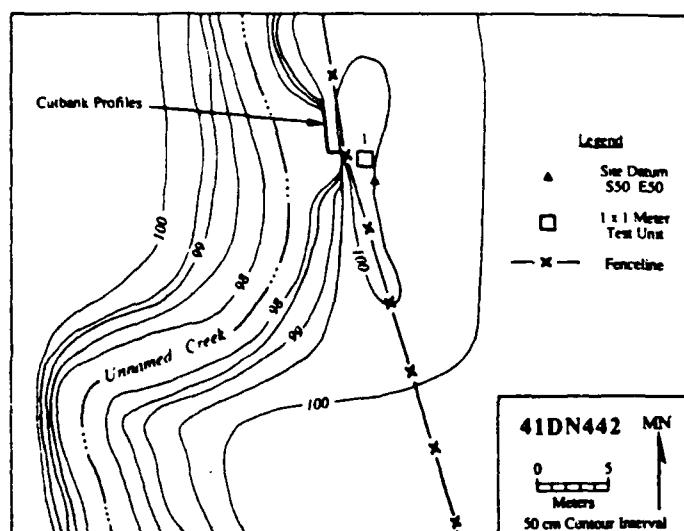 Cutbank Profiles
1
Legend
Site Datum
S50 E50
1 x 1 Meter
Test Unit
Fenceline
100
99
98
98
99
100
100
Unnamed Creek
41DN442 MN
0 5
Meters
50 cm Contour Interval